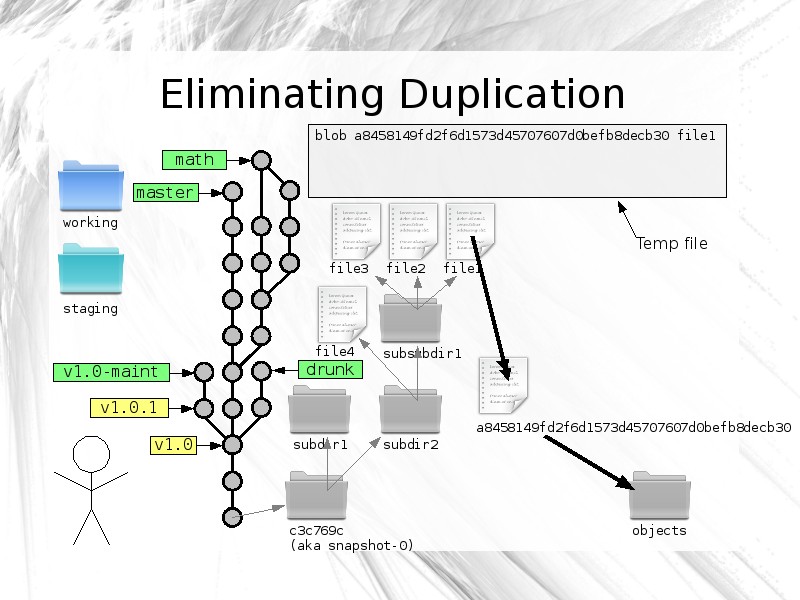 Eliminating Duplication
blob a8458149fd2f6d1573d45707607d0befb8decb30 file1
math
master
working
Temp file
file3
file2
file1
staging
file4
subsubdir1
v1.0-maint
drunk
v1.0.1
a8458149fd2f6d1573d45707607d0befb8decb30
v1.0
subdir1
subdir2
c3c769c
(aka snapshot-0)
objects